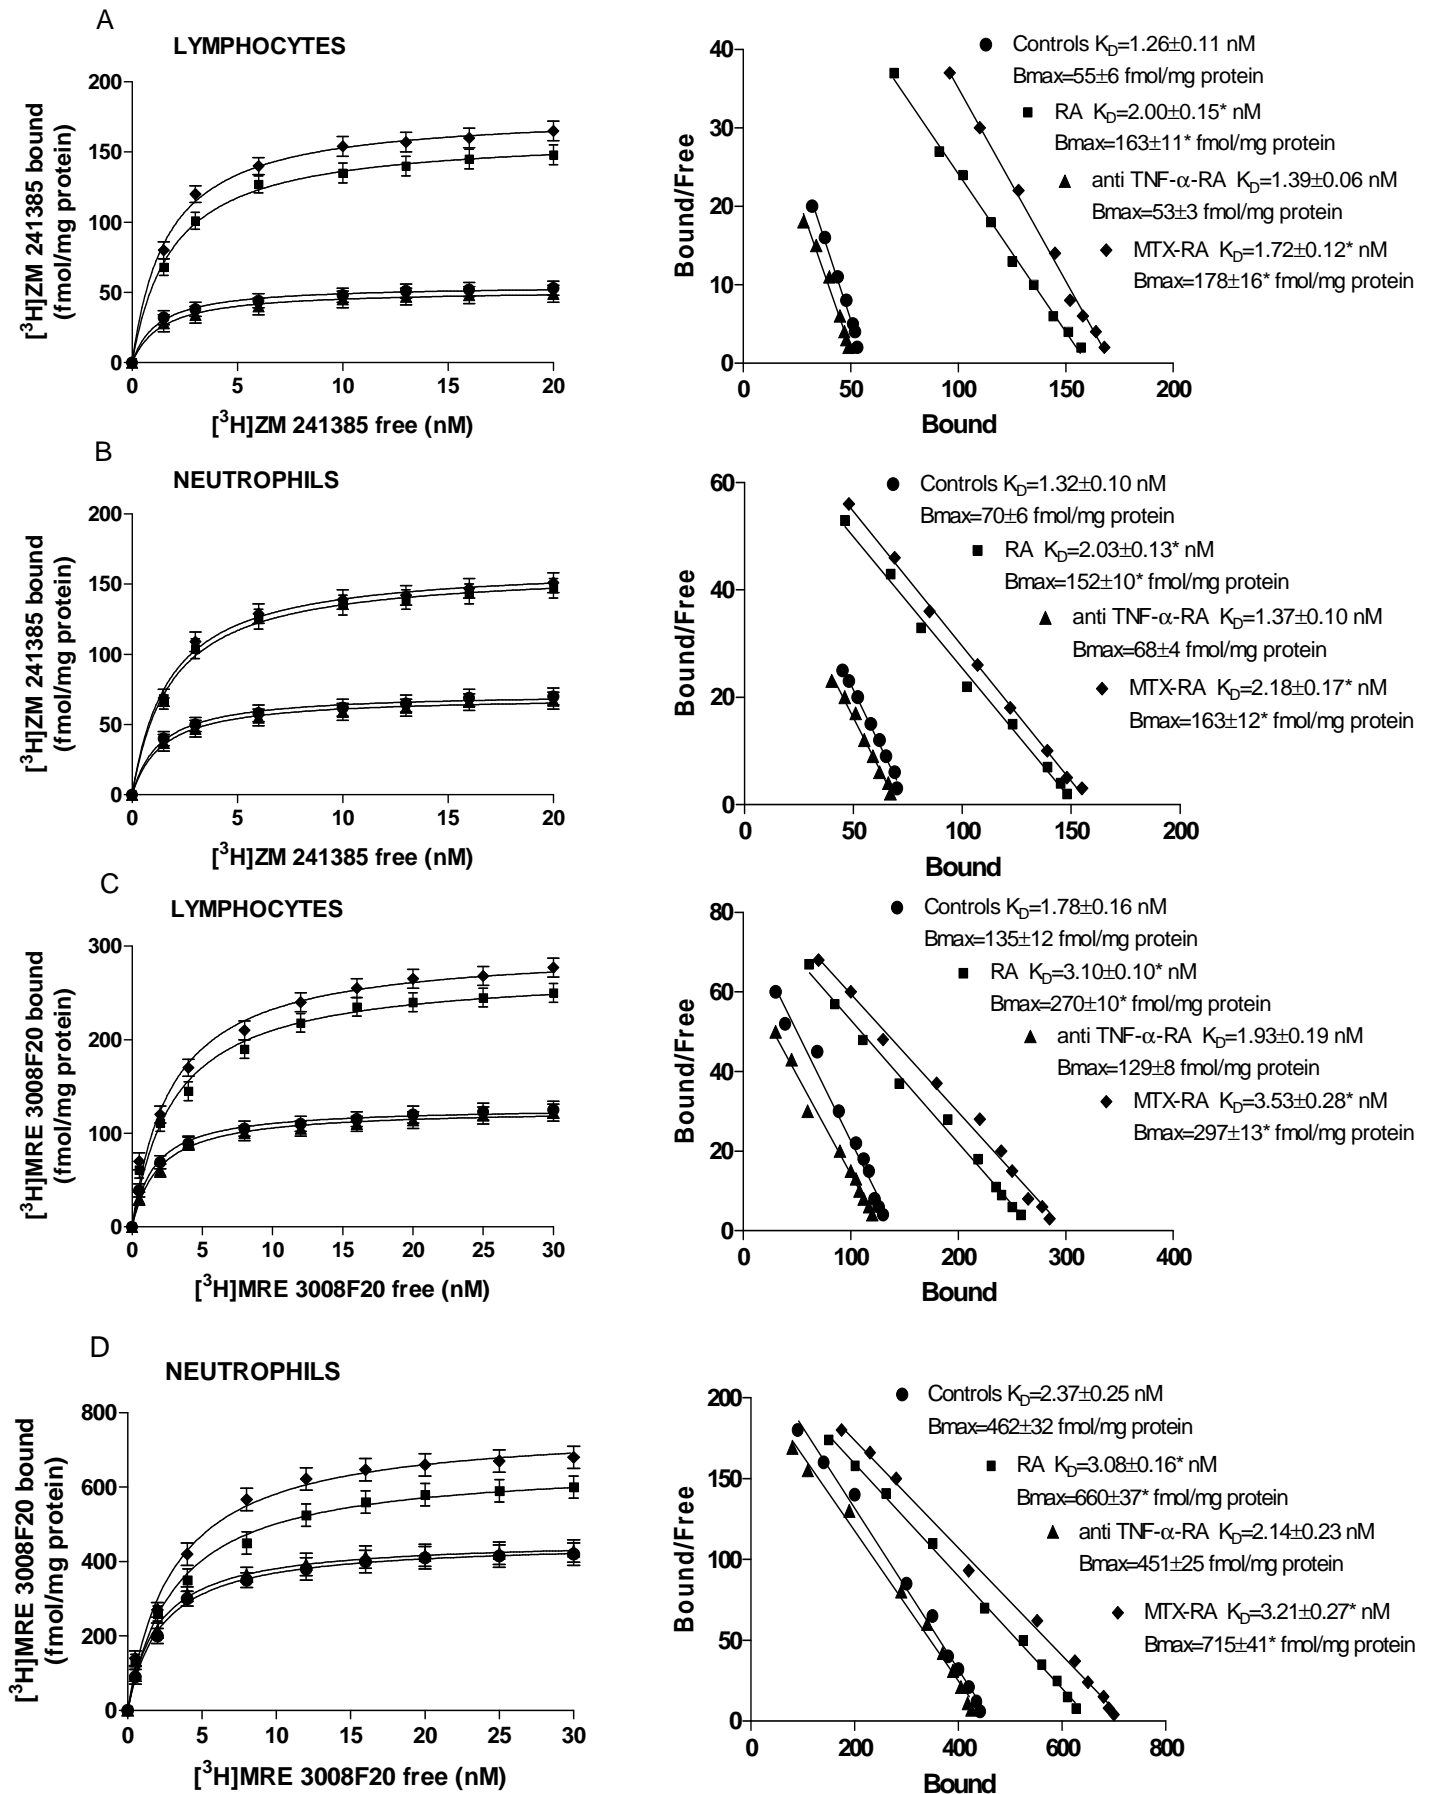 A
LYMPHOCYTES
[³H]ZM 241385 bound
(fmol/mg protein)
200
150
100
50
0
0 5 10 15 20
[³H]ZM 241385 free (nM)
Bound/Free
40
30
20
10
0
0 50 100 150 200
Bound
Controls K_D=1.26±0.11 nM
Bmax=55±6 fmol/mg protein
RA K_D=2.00±0.15* nM
Bmax=163±11* fmol/mg protein
anti TNF-α-RA K_D=1.39±0.06 nM
Bmax=53±3 fmol/mg protein
MTX-RA K_D=1.72±0.12* nM
Bmax=178±16* fmol/mg protein
B
NEUTROPHILS
[³H]ZM 241385 bound
(fmol/mg protein)
200
150
100
50
0
0 5 10 15 20
[³H]ZM 241385 free (nM)
Bound/Free
60
40
20
0
0 50 100 150 200
Bound
Controls K_D=1.32±0.10 nM
Bmax=70±6 fmol/mg protein
RA K_D=2.03±0.13* nM
Bmax=152±10* fmol/mg protein
anti TNF-α-RA K_D=1.37±0.10 nM
Bmax=68±4 fmol/mg protein
MTX-RA K_D=2.18±0.17* nM
Bmax=163±12* fmol/mg protein
C
LYMPHOCYTES
[³H]MRE 3008F20 bound
(fmol/mg protein)
300
200
100
0
0 5 10 15 20 25 30
[³H]MRE 3008F20 free (nM)
Bound/Free
80
60
40
20
0
0 100 200 300 400
Bound
Controls K_D=1.78±0.16 nM
Bmax=135±12 fmol/mg protein
RA K_D=3.10±0.10* nM
Bmax=270±10* fmol/mg protein
anti TNF-α-RA K_D=1.93±0.19 nM
Bmax=129±8 fmol/mg protein
MTX-RA K_D=3.53±0.28* nM
Bmax=297±13* fmol/mg protein
D
NEUTROPHILS
[³H]MRE 3008F20 bound
(fmol/mg protein)
800
600
400
200
0
0 5 10 15 20 25 30
[³H]MRE 3008F20 free (nM)
Bound/Free
200
150
100
50
0
0 200 400 600 800
Bound
Controls K_D=2.37±0.25 nM
Bmax=462±32 fmol/mg protein
RA K_D=3.08±0.16* nM
Bmax=660±37* fmol/mg protein
anti TNF-α-RA K_D=2.14±0.23 nM
Bmax=451±25 fmol/mg protein
MTX-RA K_D=3.21±0.27* nM
Bmax=715±41* fmol/mg protein